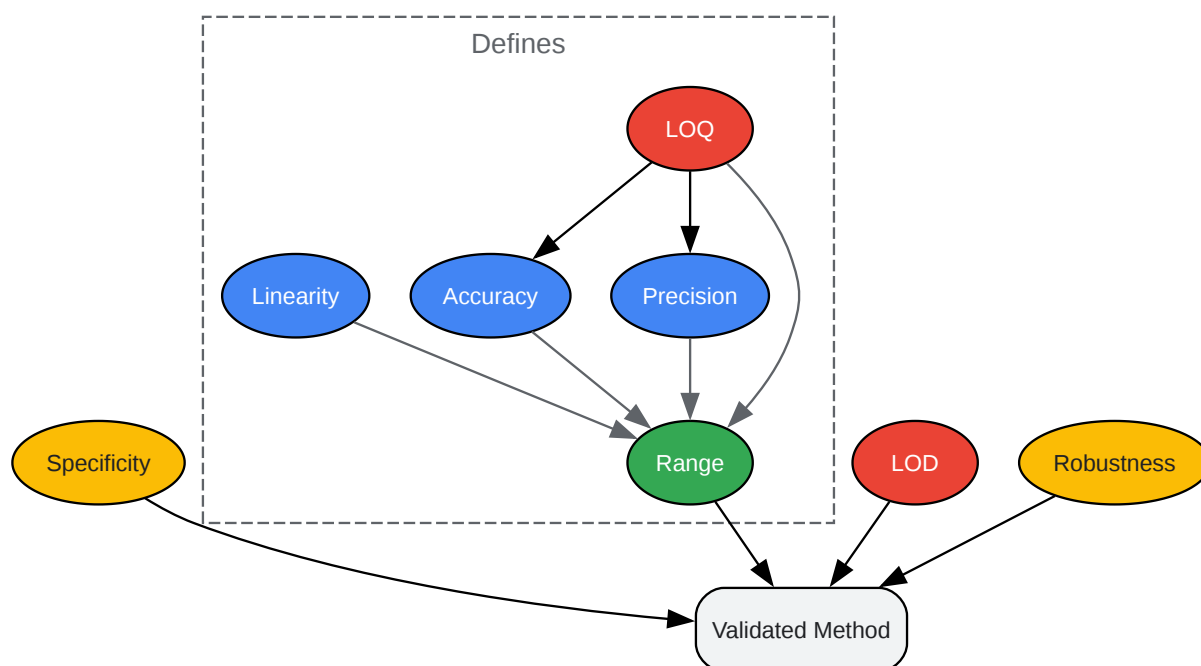 Defines
LOQ
Linearity
Accuracy
Precision
Specificity
Range
LOD
Robustness
Validated Method